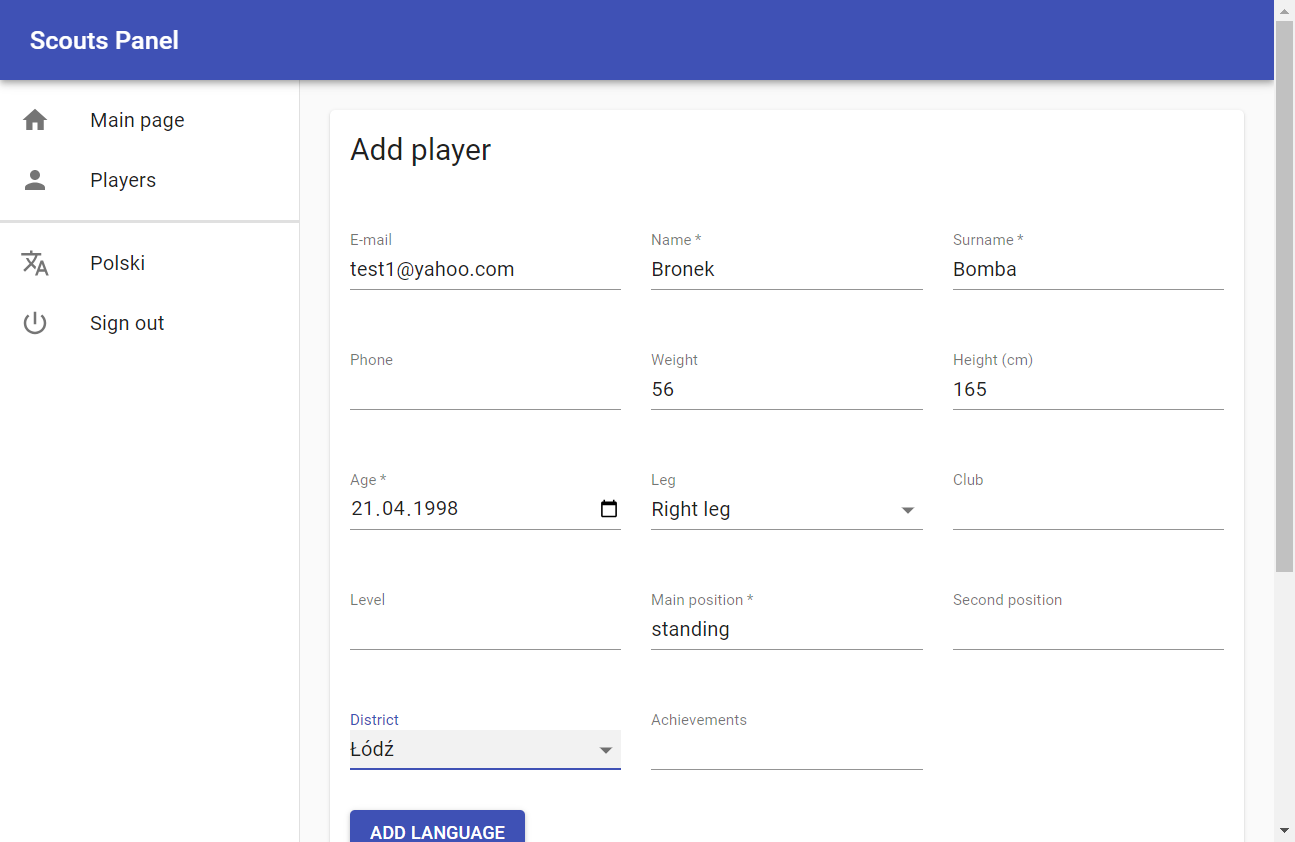 Scouts Panel
Main page
Players
Polski
Sign out
Add player
E-mail Name * Surname *
test1@yahoo.com Bronek Bomba
Phone Weight Height (cm)
56 165
Age * Leg Club
21.04.1998 Right leg
Level Main position * Second position
standing
District Achievements
Łódź
ADD LANGUAGE